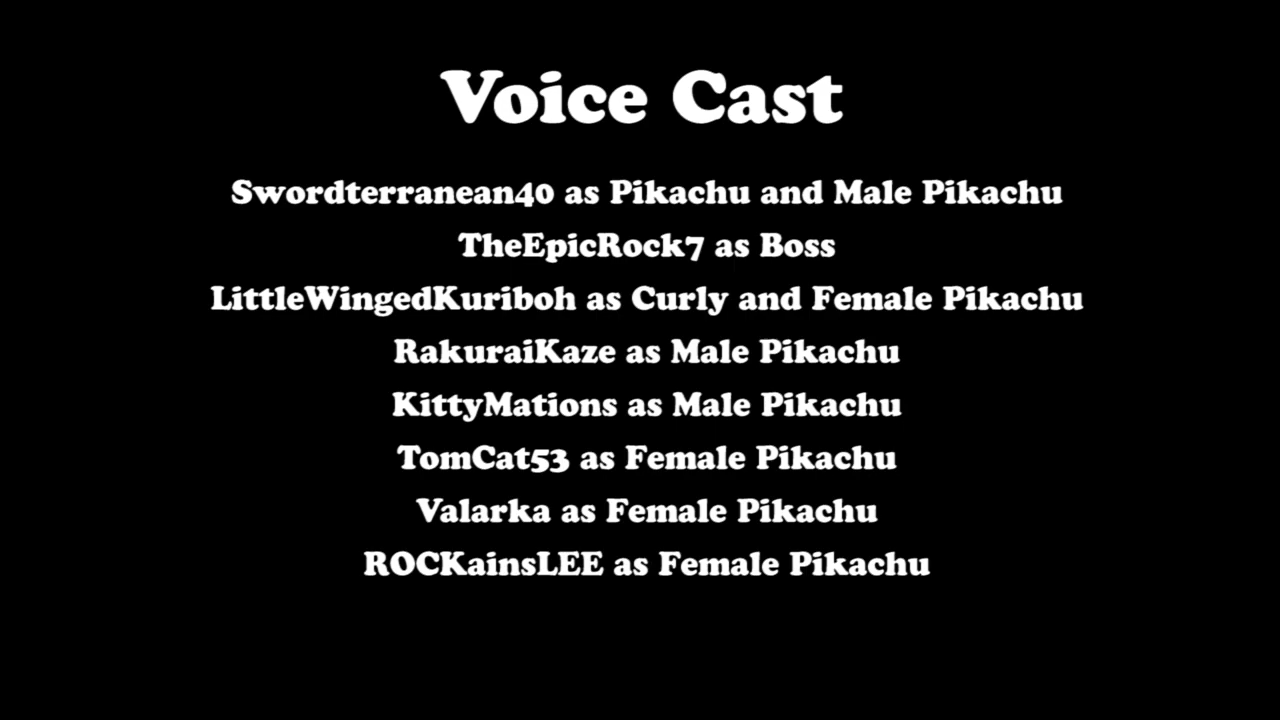 Voice Cast
Swordterranean40 as Pikachu and Male Pikachu
TheEpicRock7 as Boss
LittleWingedKuriboh as Curly and Female Pikachu
RakuraiKaze as Male Pikachu
KittyMations as Male Pikachu
TomCat53 as Female Pikachu
Valarka as Female Pikachu
ROCKainsLEE as Female Pikachu